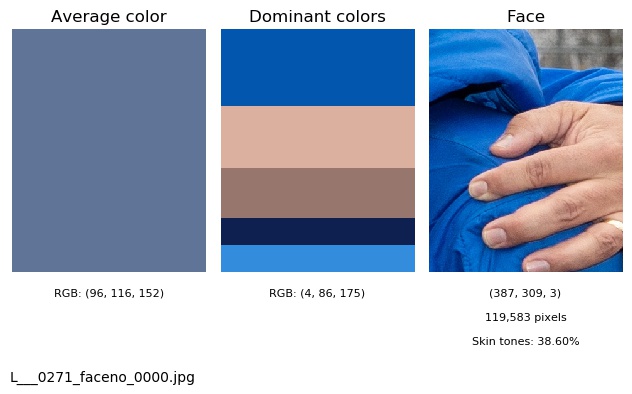 Average color
Dominant colors
Face
RGB: (96, 116, 152)
RGB: (4, 86, 175)
(387, 309, 3)
119,583 pixels
Skin tones: 38.60%
L___0271_faceno_0000.jpg